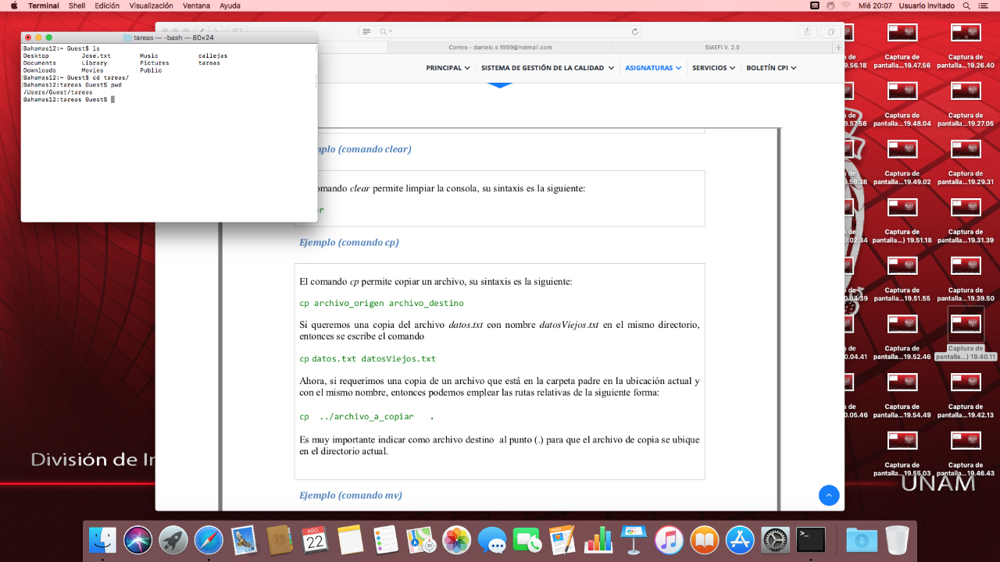 Terminal Shell Edición Visualización Ventana Ayuda Mié 20:07 Usuario invitado
tareas — -bash — 80×24
Bahamas12:~ Guest$ ls
Desktop Jose.txt Music callejas
Documents Library Pictures tareas
Downloads Movies Public
Bahamas12:~ Guest$ cd tareas/
Bahamas12:tareas Guest$ pwd
/Users/Guest/tareas
Bahamas12:tareas Guest$
Correo - danielc.s.1999@hotmail.com SIAEFI V. 2.0
PRINCIPAL SISTEMA DE GESTIÓN DE LA CALIDAD ASIGNATURAS SERVICIOS BOLETÍN CPI
mplo (comando clear)
omando clear permite limpiar la consola, su sintaxis es la siguiente:
ar
Ejemplo (comando cp)
El comando cp permite copiar un archivo, su sintaxis es la siguiente:
cp archivo_origen archivo_destino
Si queremos una copia del archivo datos.txt con nombre datosViejos.txt en el mismo directorio,
entonces se escribe el comando
cp datos.txt datosViejos.txt
Ahora, si requerimos una copia de un archivo que está en la carpeta padre en la ubicación actual y
con el mismo nombre, entonces podemos emplear las rutas relativas de la siguiente forma:
cp ../archivo_a_copiar .
Es muy importante indicar como archivo destino al punto (.) para que el archivo de copia se ubique
en el directorio actual.
Ejemplo (comando mv)
a de Captura de Captura de
.56.18 pantalla...19.47.56 pantalla...19.26.40
a de Captura de Captura de
.57.56 pantalla...19.48.04 pantalla...19.27.05
a de Captura de Captura de
.59.38 pantalla...19.49.02 pantalla...19.29.31
a de Captura de Captura de
.02.34 pantalla...) 19.51.18 pantalla...19.31.39
a de Captura de Captura de
.04.39 pantalla...19.51.55 pantalla...19.39.50
a de Captura de Captura de
.04.41 pantalla...19.52.46 pantalla...) 19.40.11
a de Captura de Captura de
.05.46 pantalla...19.54.49 pantalla...19.42.13
Captura de Captura de
pantalla...19.55.03 pantalla...19.46.43
División de In
UNAM
AGO
22
3D
>_